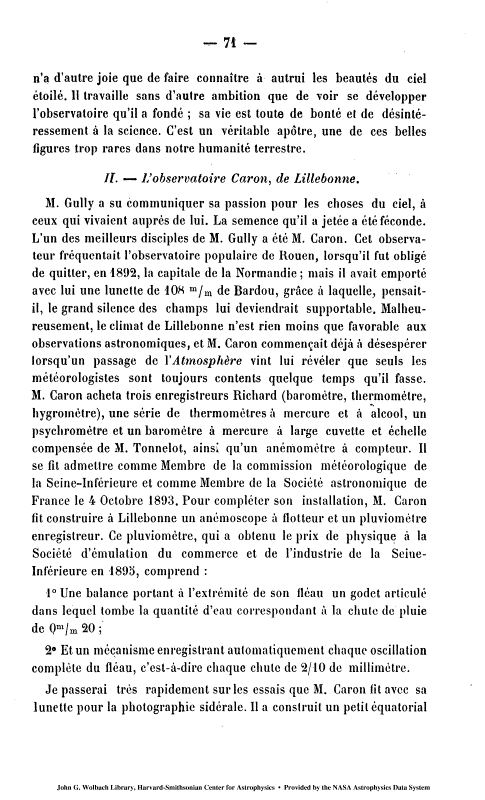 — 71 —
n'a d'autre joie que de faire connaître à autrui les beautés du ciel
étoilé. Il travaille sans d'autre ambition que de voir se développer
l'observatoire qu'il a fondé ; sa vie est toute de bonté et de désinté-
ressement à la science. C'est un véritable apôtre, une de ces belles
figures trop rares dans notre humanité terrestre.
II. — L'observatoire Caron, de Lillebonne.
M. Gully a su communiquer sa passion pour les choses du ciel, à
ceux qui vivaient auprès de lui. La semence qu'il a jetée a été féconde.
L'un des meilleurs disciples de M. Gully a été M. Caron. Cet observa-
teur fréquentait l'observatoire populaire de Rouen, lorsqu'il fut obligé
de quitter, en 1892, la capitale de la Normandie ; mais il avait emporté
avec lui une lunette de 108 m/m de Bardou, grâce à laquelle, pensait-
il, le grand silence des champs lui deviendrait supportable. Malheu-
reusement, le climat de Lillebonne n'est rien moins que favorable aux
observations astronomiques, et M. Caron commençait déjà à désespérer
lorsqu'un passage de l'Atmosphère vint lui révéler que seuls les
météorologistes sont toujours contents quelque temps qu'il fasse.
M. Caron acheta trois enregistreurs Richard (baromètre, thermomètre,
hygromètre), une série de thermomètres à mercure et à alcool, un
psychromètre et un baromètre à mercure à large cuvette et échelle
compensée de M. Tonnelot, ainsi qu'un anémomètre à compteur. Il
se fit admettre comme Membre de la commission météorologique de
la Seine-Inférieure et comme Membre de la Société astronomique de
France le 4 Octobre 1893. Pour compléter son installation, M. Caron
fit construire à Lillebonne un anémoscope à flotteur et un pluviomètre
enregistreur. Ce pluviomètre, qui a obtenu le prix de physique à la
Société d'émulation du commerce et de l'industrie de la Seine-
Inférieure en 1895, comprend :
1° Une balance portant à l'extrémité de son fléau un godet articulé
dans lequel tombe la quantité d'eau correspondant à la chute de pluie
de 0m/m 20 ;
2° Et un mécanisme enregistrant automatiquement chaque oscillation
complète du fléau, c'est-à-dire chaque chute de 2/10 de millimètre.
Je passerai très rapidement sur les essais que M. Caron fit avec sa
lunette pour la photographie sidérale. Il a construit un petit équatorial
John G. Wolbach Library, Harvard-Smithsonian Center for Astrophysics • Provided by the NASA Astrophysics Data System